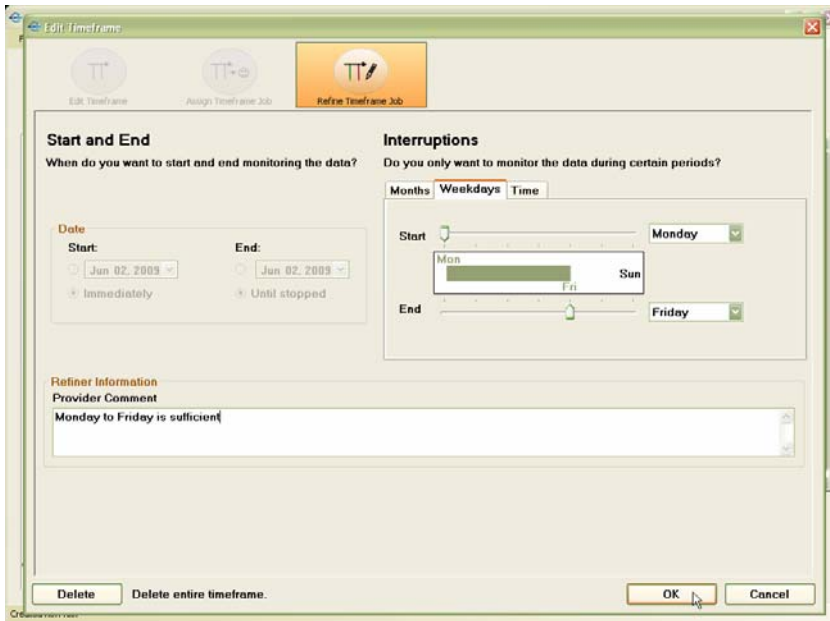 Edit Timeframe
Edit Timeframe
Assign Timeframe Job
Refine Timeframe Job
Start and End
When do you want to start and end monitoring the data?
Date
Start:
End:
Jun 02, 2009
Jun 02, 2009
Immediately
Until stopped
Interruptions
Do you only want to monitor the data during certain periods?
Months
Weekdays
Time
Start
Monday
Mon
Sun
Fri
End
Friday
Refiner Information
Provider Comment
Monday to Friday is sufficient
Delete
Delete entire timeframe.
OK
Cancel